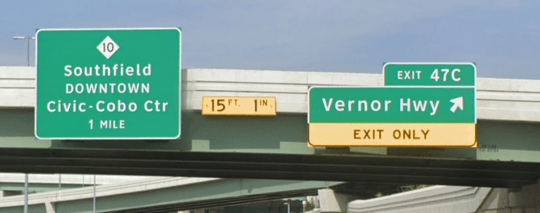 10
Southfield
DOWNTOWN
Civic-Cobo Ctr
1 MILE
15 FT. 1 IN.
EXIT 47C
Vernor Hwy
EXIT ONLY